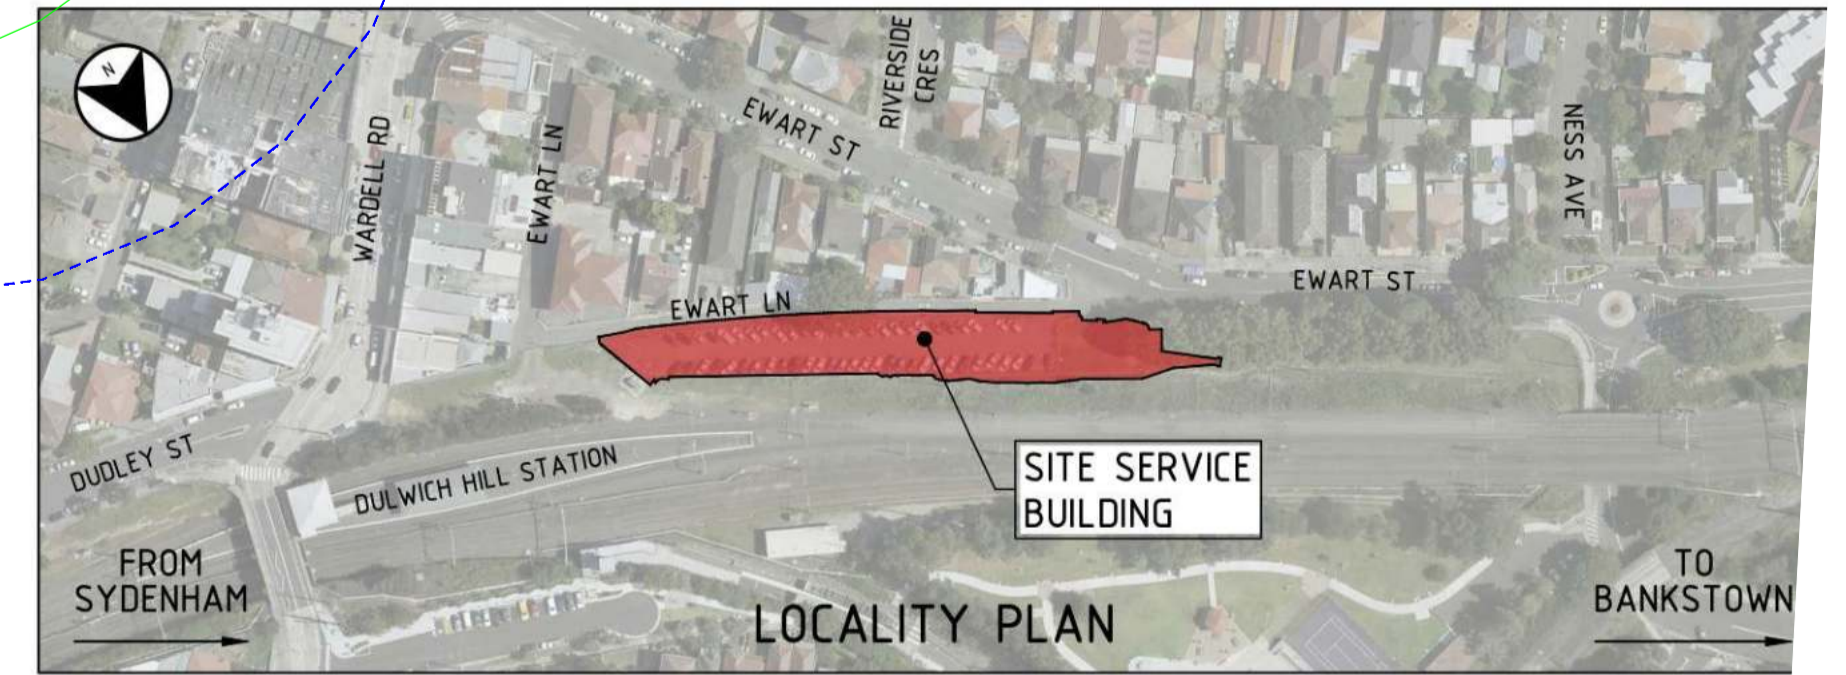 N
RIVERSIDE
CRES
EWART ST
WARDELL RD
EWART LN
NESS AVE
EWART LN
EWART ST
DUDLEY ST
DULWICH HILL STATION
SITE SERVICE
BUILDING
FROM
SYDENHAM
LOCALITY PLAN
TO
BANKSTOWN